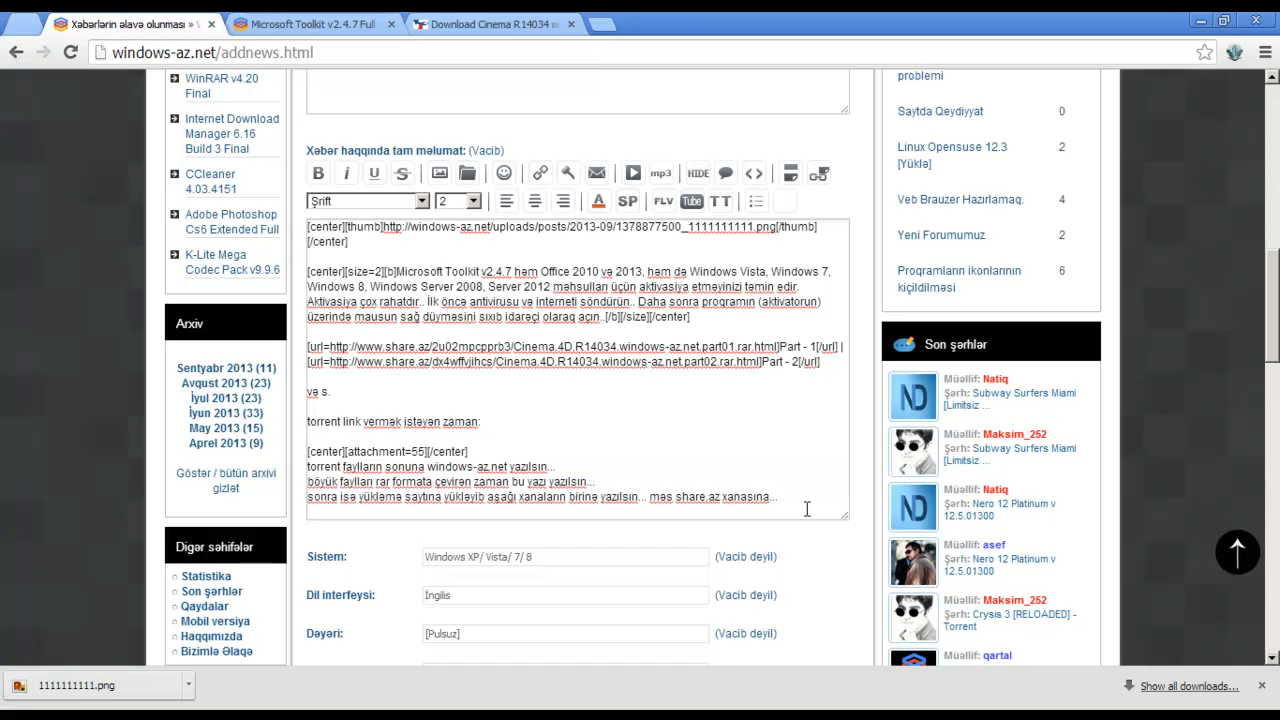 Xəbərlərin əlavə olunması » W
Microsoft Toolkit v2.4.7 Full
Download Cinema R14034 w
windows-az.net/addnews.html
WinRAR v4.20
Final
Internet Download
Manager 6.16
Build 3 Final
CCleaner
4.03.4151
Adobe Photoshop
Cs6 Extended Full
K-Lite Mega
Codec Pack v9.9.6
Arxiv
Sentyabr 2013 (11)
Avqust 2013 (23)
İyul 2013 (23)
İyun 2013 (33)
May 2013 (15)
Aprel 2013 (9)
Göstər / bütün arxivi
gizlət
Digər səhifələr
Statistika
Son şərhlər
Qaydalar
Mobil versiya
Haqqımızda
Bizimlə Əlaqə
Xəbər haqqında tam məlumat: (Vacib)
B i U S mp3 HIDE
Şrift 2 A SP FLV Tube TT
[center][thumb]http://windows-az.net/uploads/posts/2013-09/1378877500_1111111111.png[/thumb]
[/center]
[center][size=2][b]Microsoft Toolkit v2.4.7 həm Office 2010 və 2013, həm də Windows Vista, Windows 7,
Windows 8, Windows Server 2008, Server 2012 məhsulları üçün aktivasiya etməyinizi təmin edir.
Aktivasiya çox rahatdır.. İlk öncə antivirusu və interneti söndürün.. Daha sonra proqramın (aktivatorun)
üzərində mausun sağ düyməsini sıxıb idarəçi olaraq açın..[/b][/size][/center]
[url=http://www.share.az/2u02mpcpprb3/Cinema.4D.R14034.windows-az.net.part01.rar.html]Part - 1[/url] |
[url=http://www.share.az/dx4wffvjihcs/Cinema.4D.R14034.windows-az.net.part02.rar.html]Part - 2[/url]
və s.
torrent link vermək istəyən zaman:
[center][attachment=55][/center]
torrent faylların sonuna windows-az.net yazılsın...
böyük faylları rar formata çevirən zaman bu yazı yazılsın...
sonra isə yükləmə saytına yükləyib aşağı xanaların birinə yazılsın... məs share.az xanasına...
Sistem: Windows XP/ Vista/ 7/ 8 (Vacib deyil)
Dil interfeysi: İngilis (Vacib deyil)
Dəyəri: [Pulsuz] (Vacib deyil)
problemi
Saytda Qeydiyyat 0
Linux Opensuse 12.3 2
[Yüklə]
Veb Brauzer Hazırlamaq. 4
Yeni Forumumuz 2
Proqramların ikonlarının 6
kiçildilməsi
Son şərhlər
Müəllif: Natiq
Şərh: Subway Surfers Miami
[Limitsiz ...
Müəllif: Maksim_252
Şərh: Subway Surfers Miami
[Limitsiz ...
Müəllif: Natiq
Şərh: Nero 12 Platinum v
12.5.01300
Müəllif: asef
Şərh: Nero 12 Platinum v
12.5.01300
Müəllif: Maksim_252
Şərh: Crysis 3 [RELOADED] -
Torrent
Müəllif: qartal
1111111111.png
Show all downloads...